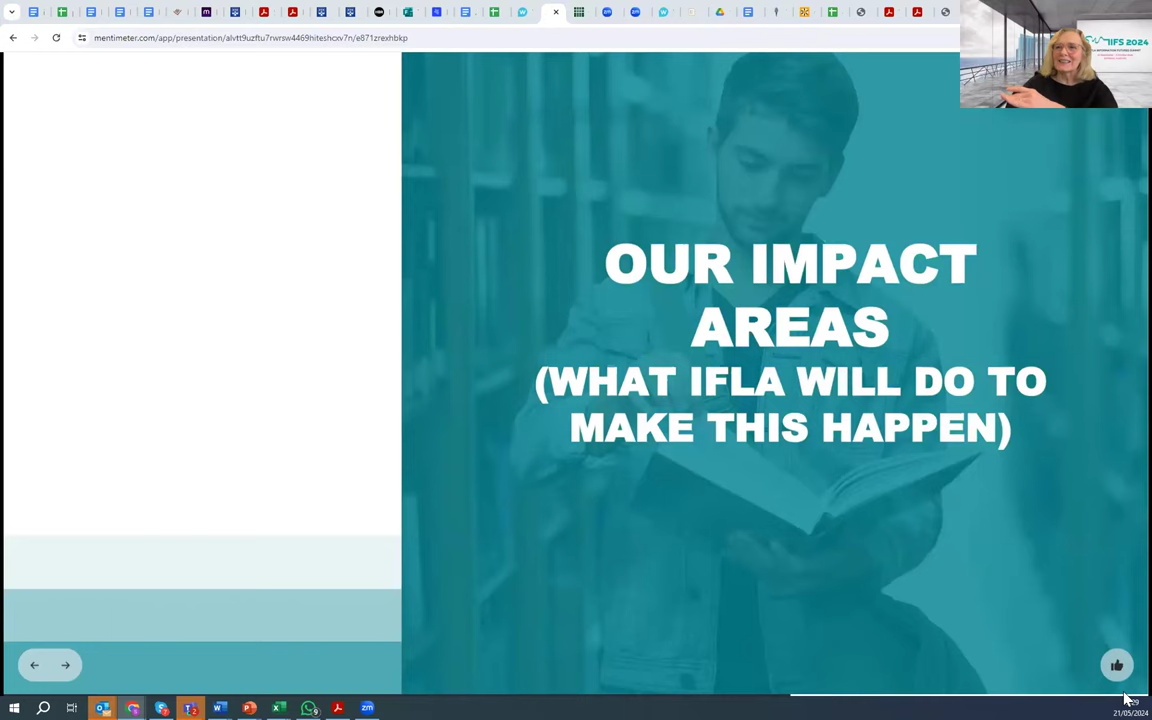 mentimeter.com/app/presentation/alvtt9uzftu7rwrsw4469hiteshcxv7n/e871zrexhbkp
IIFS 2024
OUR IMPACT
AREAS
(WHAT IFLA WILL DO TO
MAKE THIS HAPPEN)
21/05/2024